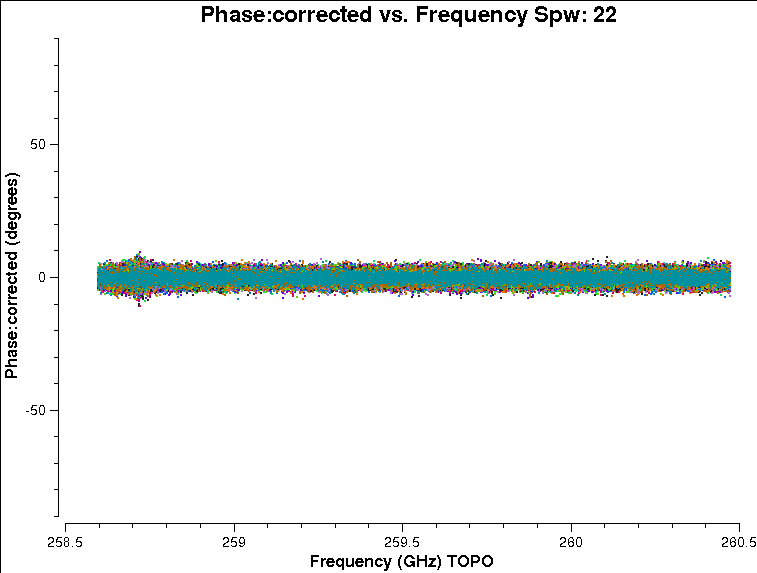 Phase:corrected vs. Frequency Spw: 22
Phase:corrected (degrees)
50
0
-50
258.5 259 259.5 260 260.5
Frequency (GHz) TOPO